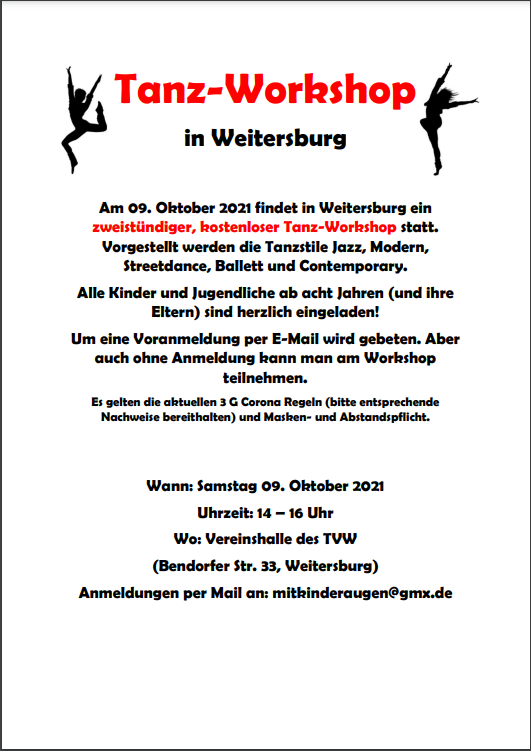 Tanz-Workshop
in Weitersburg
Am 09. Oktober 2021 findet in Weitersburg ein
zweistündiger, kostenloser Tanz-Workshop statt.
Vorgestellt werden die Tanzstile Jazz, Modern,
Streetdance, Ballett und Contemporary.
Alle Kinder und Jugendliche ab acht Jahren (und ihre
Eltern) sind herzlich eingeladen!
Um eine Voranmeldung per E-Mail wird gebeten. Aber
auch ohne Anmeldung kann man am Workshop
teilnehmen.
Es gelten die aktuellen 3 G Corona Regeln (bitte entsprechende
Nachweise bereithalten) und Masken- und Abstandspflicht.
Wann: Samstag 09. Oktober 2021
Uhrzeit: 14 – 16 Uhr
Wo: Vereinshalle des TVW
(Bendorfer Str. 33, Weitersburg)
Anmeldungen per Mail an: mitkinderaugen@gmx.de